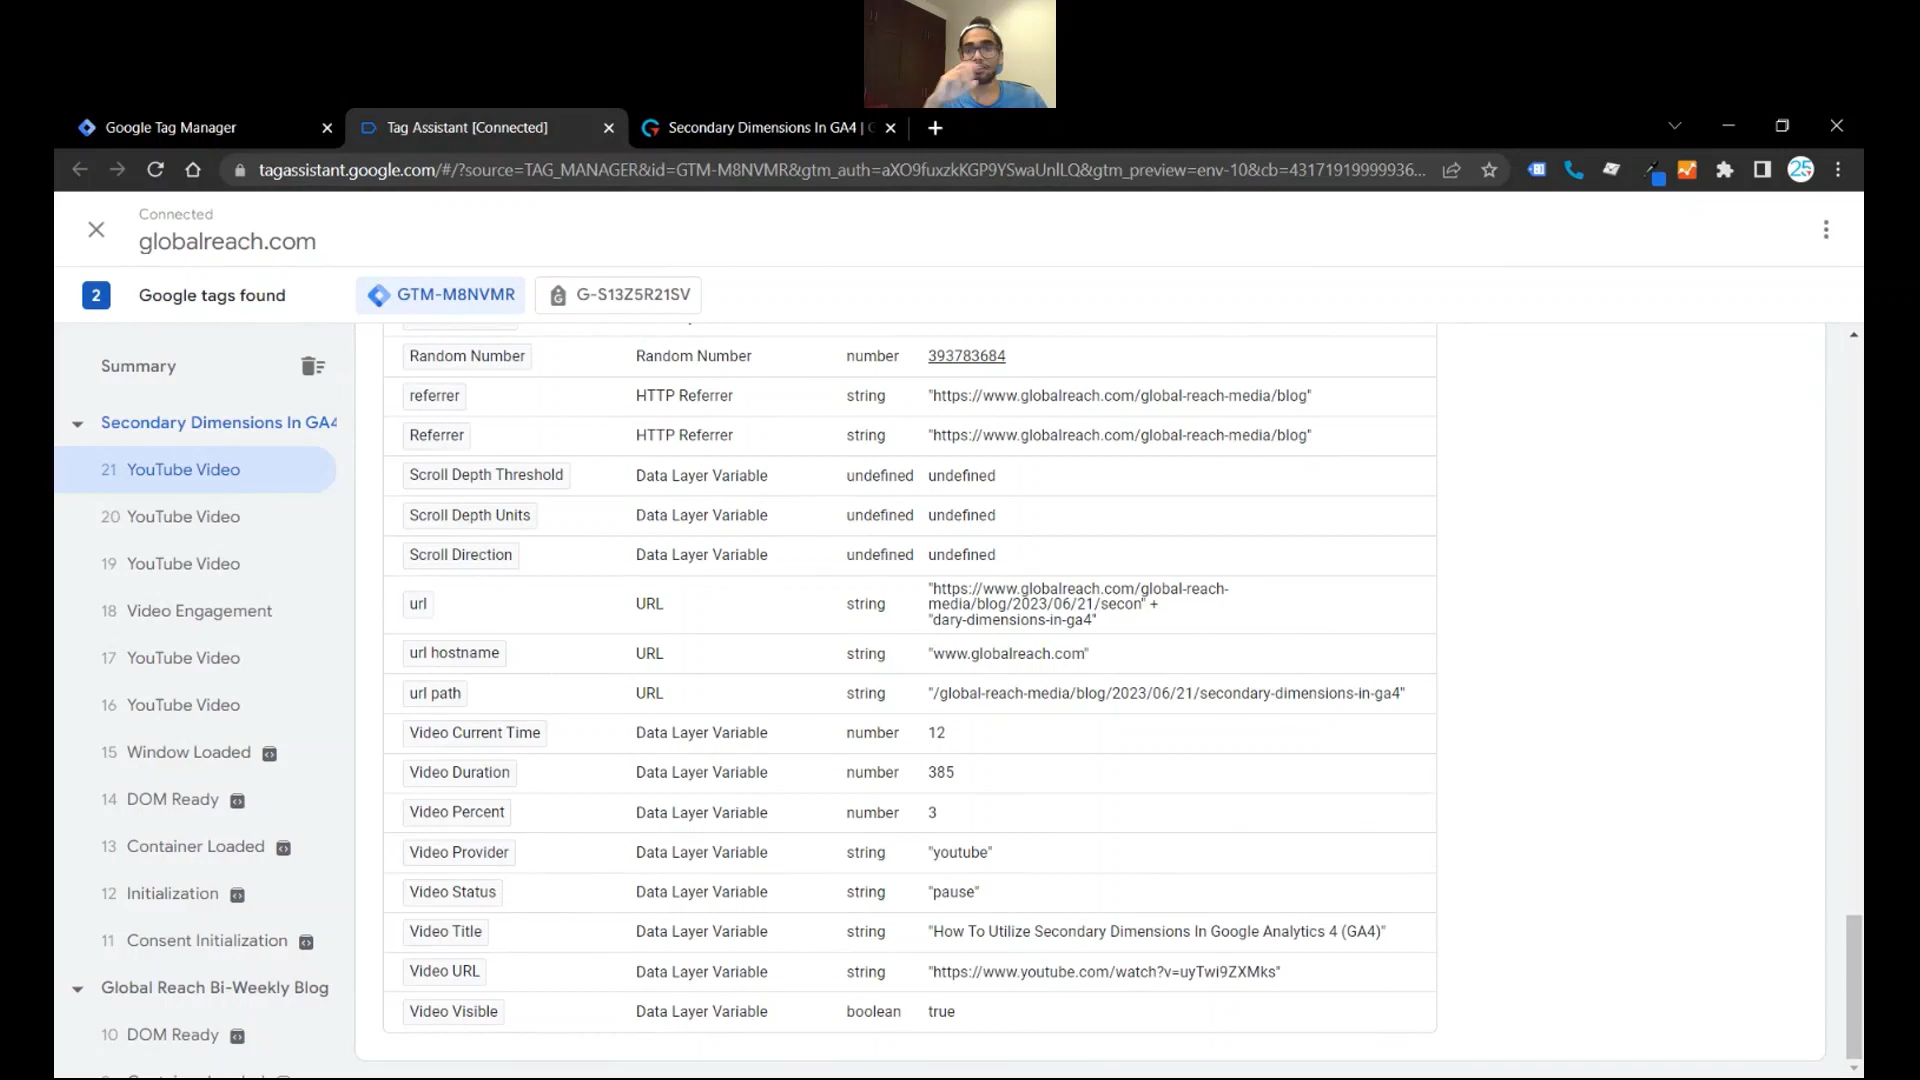 Google Tag Manager
Tag Assistant [Connected]
Secondary Dimensions In GA4 |
tagassistant.google.com/#/?source=TAG_MANAGER&id=GTM-M8NVMR&gtm_auth=aXO9fuxzkKGP9YSwaUnlLQ&gtm_preview=env-10&cb=43171919999936...
25
Connected
globalreach.com
2 Google tags found GTM-M8NVMR G-S13Z5R21SV
Summary
Secondary Dimensions In GA4
21 YouTube Video
20 YouTube Video
19 YouTube Video
18 Video Engagement
17 YouTube Video
16 YouTube Video
15 Window Loaded
14 DOM Ready
13 Container Loaded
12 Initialization
11 Consent Initialization
Global Reach Bi-Weekly Blog
10 DOM Ready
Random Number Random Number number 393783684
referrer HTTP Referrer string "https://www.globalreach.com/global-reach-media/blog"
Referrer HTTP Referrer string "https://www.globalreach.com/global-reach-media/blog"
Scroll Depth Threshold Data Layer Variable undefined undefined
Scroll Depth Units Data Layer Variable undefined undefined
Scroll Direction Data Layer Variable undefined undefined
url URL string "https://www.globalreach.com/global-reach-
media/blog/2023/06/21/secon" +
"dary-dimensions-in-ga4"
url hostname URL string "www.globalreach.com"
url path URL string "/global-reach-media/blog/2023/06/21/secondary-dimensions-in-ga4"
Video Current Time Data Layer Variable number 12
Video Duration Data Layer Variable number 385
Video Percent Data Layer Variable number 3
Video Provider Data Layer Variable string "youtube"
Video Status Data Layer Variable string "pause"
Video Title Data Layer Variable string "How To Utilize Secondary Dimensions In Google Analytics 4 (GA4)"
Video URL Data Layer Variable string "https://www.youtube.com/watch?v=uyTwi9ZXMks"
Video Visible Data Layer Variable boolean true